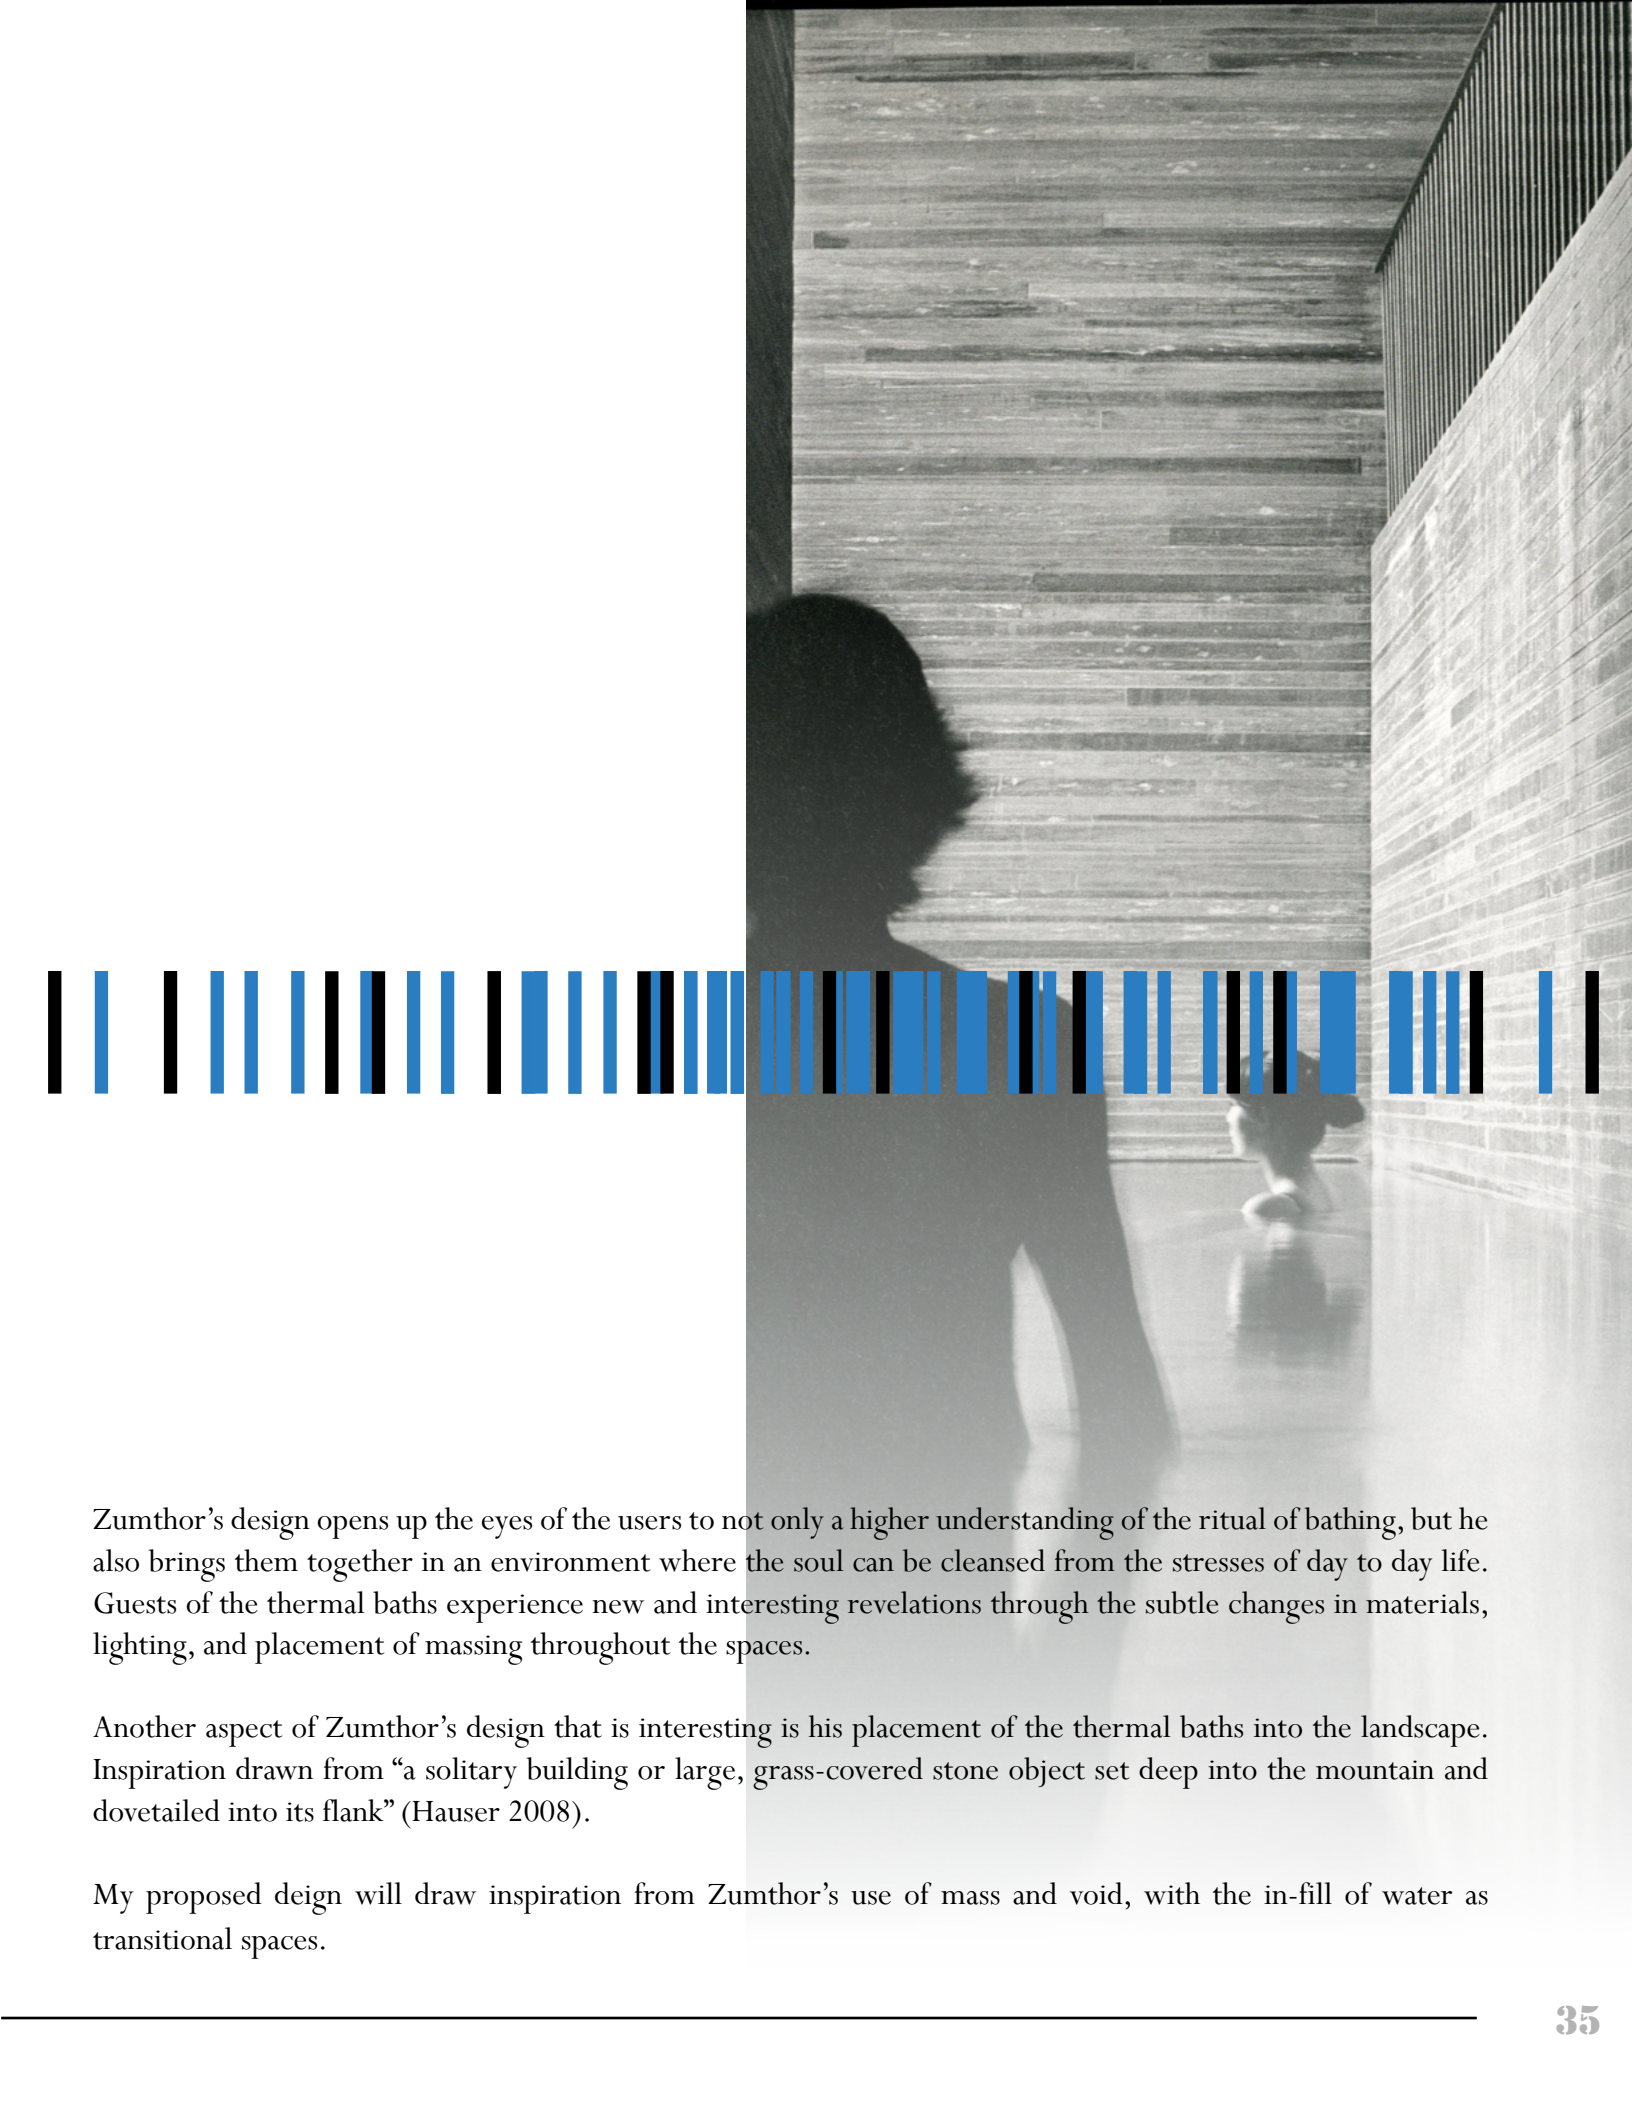 Zumthor’s design opens up the eyes of the users to not only a higher understanding of the ritual of bathing, but he
also brings them together in an environment where the soul can be cleansed from the stresses of day to day life.
Guests of the thermal baths experience new and interesting revelations through the subtle changes in materials,
lighting, and placement of massing throughout the spaces.
Another aspect of Zumthor’s design that is interesting is his placement of the thermal baths into the landscape.
Inspiration drawn from “a solitary building or large, grass-covered stone object set deep into the mountain and
dovetailed into its flank” (Hauser 2008).
My proposed deign will draw inspiration from Zumthor’s use of mass and void, with the in-fill of water as
transitional spaces.
35